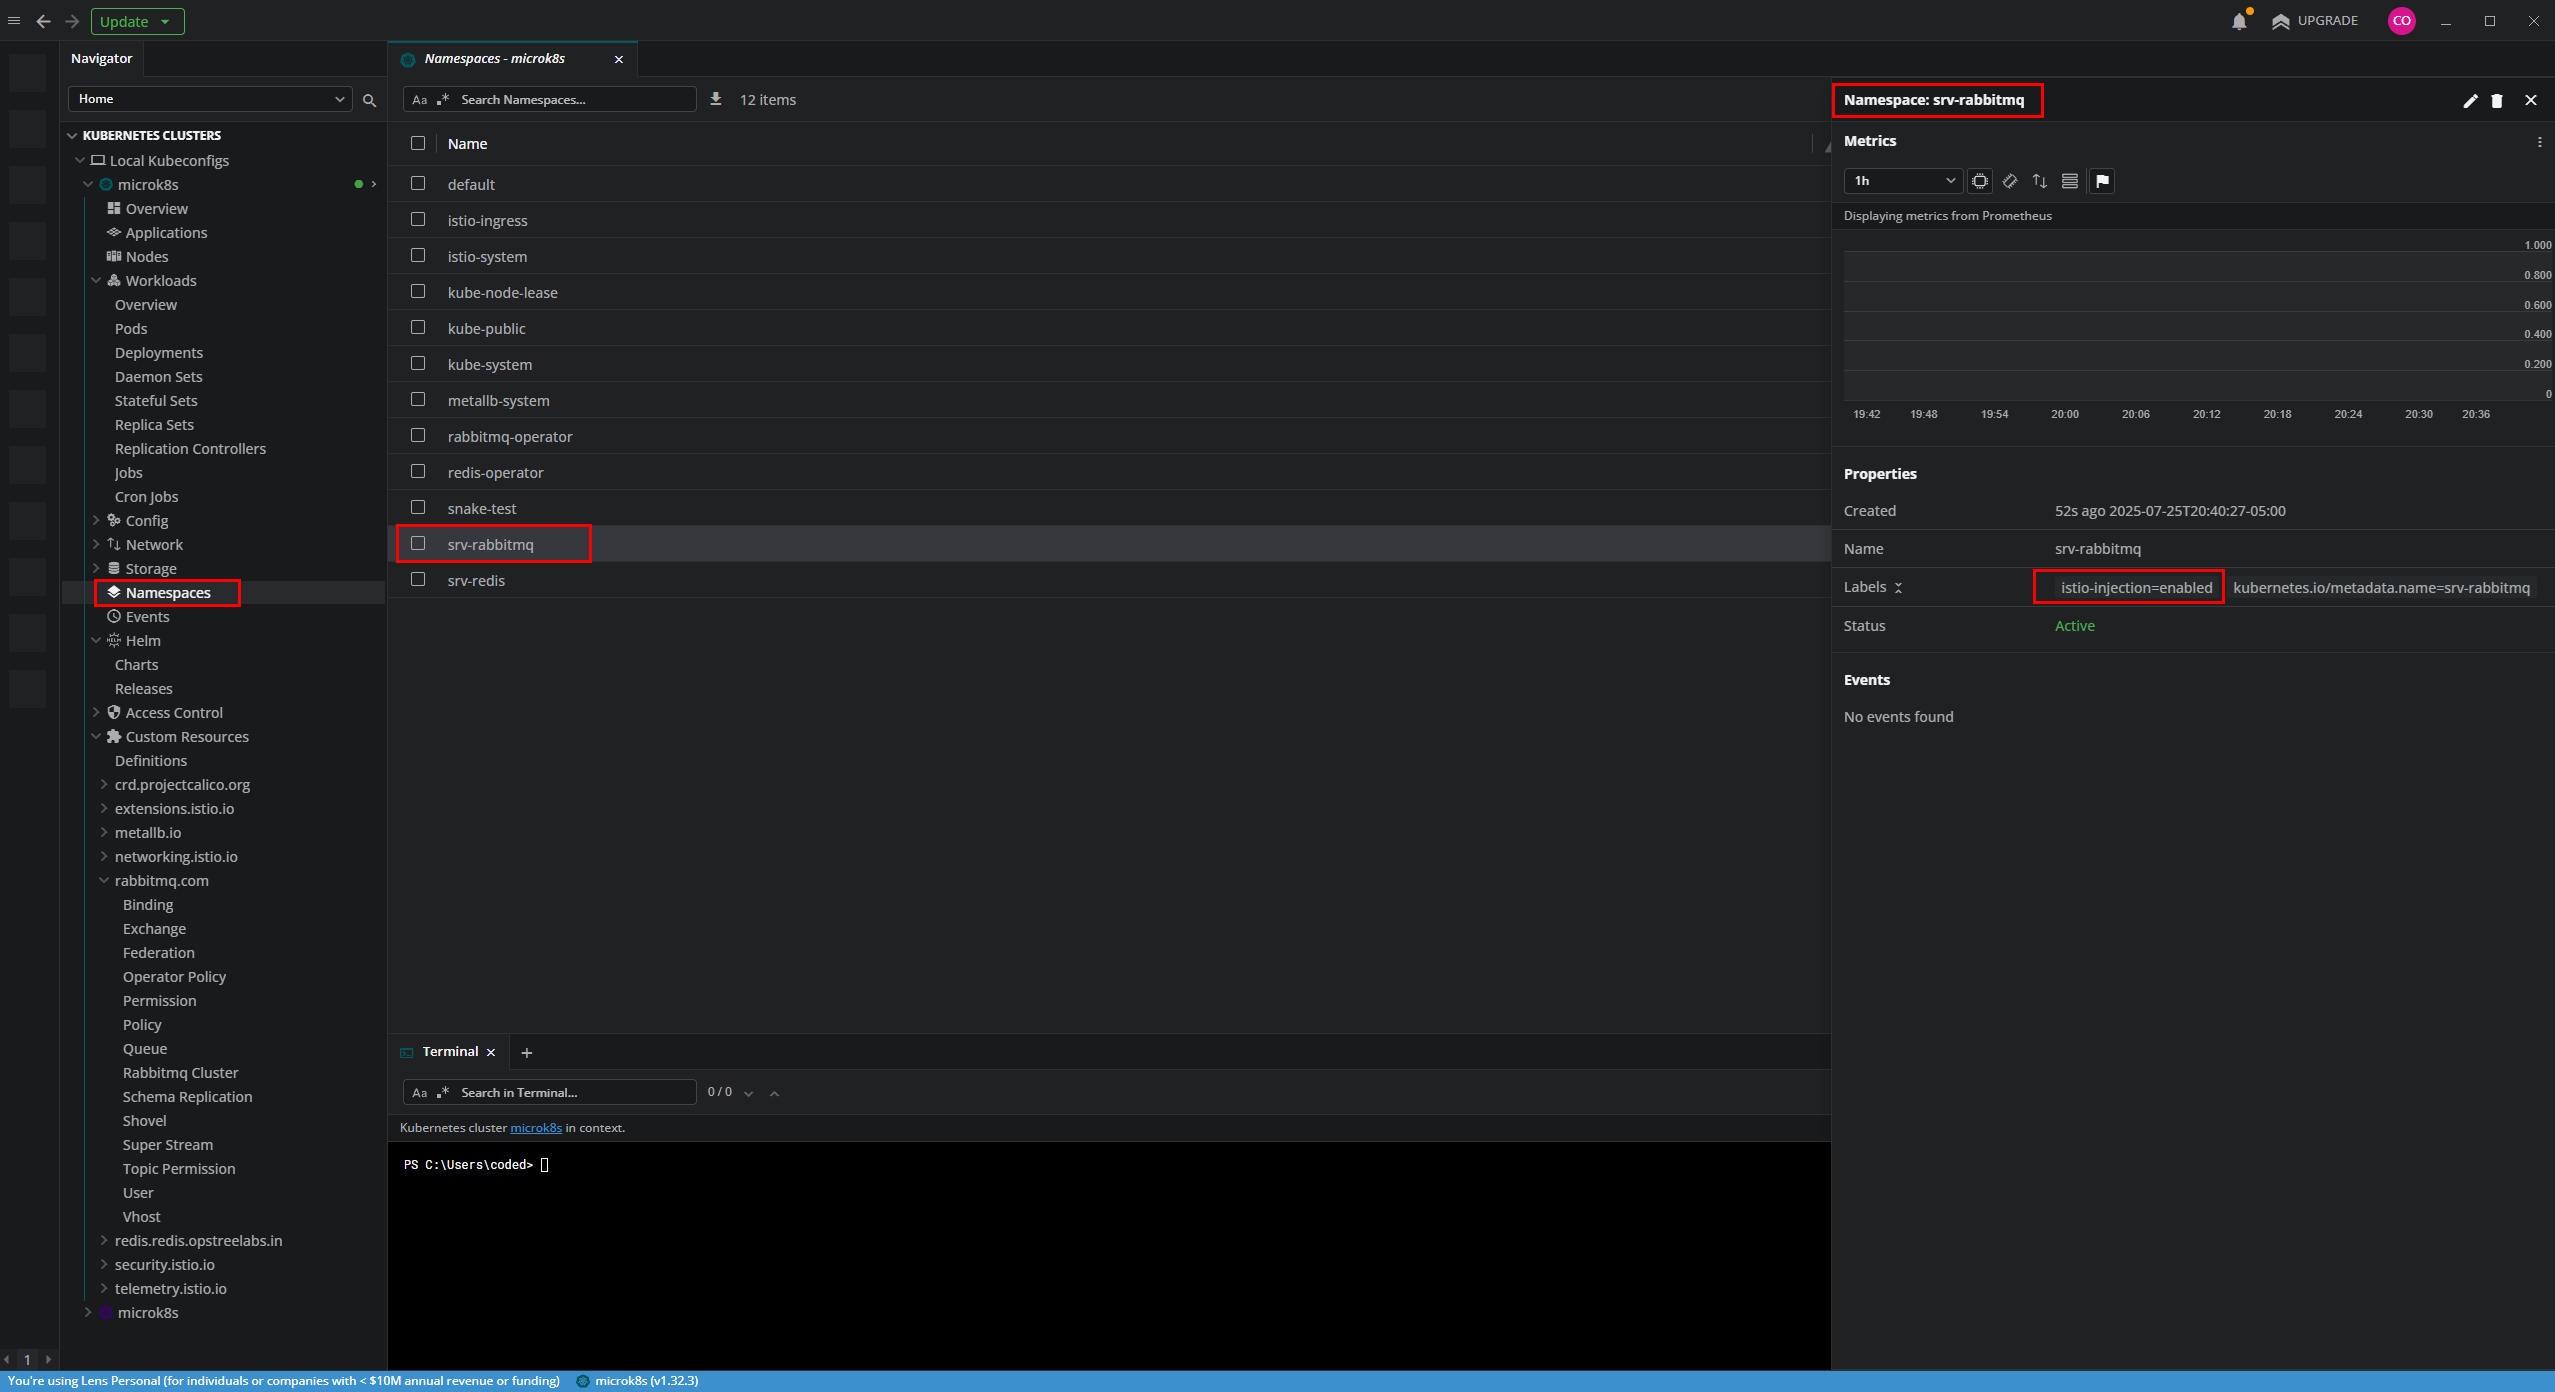 Update
UPGRADE
CO
Navigator
Namespaces - microk8s
Home
Aa .* Search Namespaces...
12 items
KUBERNETES CLUSTERS
Local Kubeconfigs
microk8s
Overview
Applications
Nodes
Workloads
Overview
Pods
Deployments
Daemon Sets
Stateful Sets
Replica Sets
Replication Controllers
Jobs
Cron Jobs
Config
Network
Storage
Namespaces
Events
Helm
Charts
Releases
Access Control
Custom Resources
Definitions
crd.projectcalico.org
extensions.istio.io
metallb.io
networking.istio.io
rabbitmq.com
Binding
Exchange
Federation
Operator Policy
Permission
Policy
Queue
Rabbitmq Cluster
Schema Replication
Shovel
Super Stream
Topic Permission
User
Vhost
redis.redis.opstreelabs.in
security.istio.io
telemetry.istio.io
microk8s
1
Name
default
istio-ingress
istio-system
kube-node-lease
kube-public
kube-system
metallb-system
rabbitmq-operator
redis-operator
snake-test
srv-rabbitmq
srv-redis
Terminal
Aa .* Search in Terminal...
0 / 0
Kubernetes cluster microk8s in context.
PS C:\Users\coded>
Namespace: srv-rabbitmq
Metrics
1h
Displaying metrics from Prometheus
1.000
0.800
0.600
0.400
0.200
0
19:42 19:48 19:54 20:00 20:06 20:12 20:18 20:24 20:30 20:36
Properties
Created 52s ago 2025-07-25T20:40:27-05:00
Name srv-rabbitmq
Labels istio-injection=enabled kubernetes.io/metadata.name=srv-rabbitmq
Status Active
Events
No events found
You're using Lens Personal (for individuals or companies with < $10M annual revenue or funding) microk8s (v1.32.3)